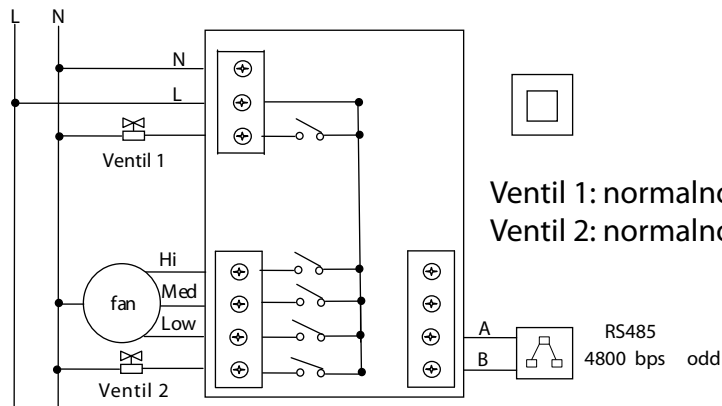 L N
N
L
Ventil 1
Ventil 1: normalno
Ventil 2: normalno
Hi
Med
fan
Low
A
RS485
B
4800 bps odd
Ventil 2